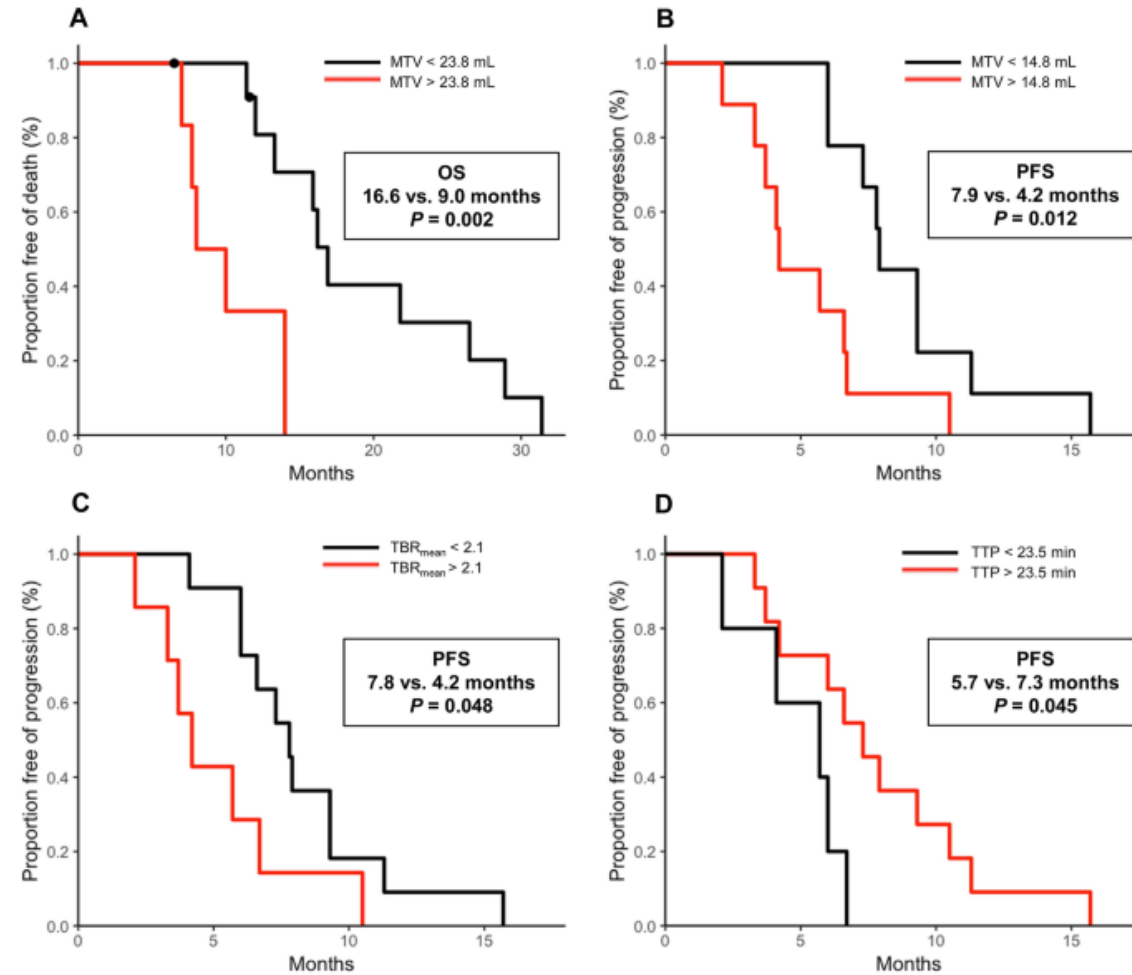 A
Proportion free of death (%)
1.0
0.8
0.6
0.4
0.2
0.0
MTV < 23.8 mL
MTV > 23.8 mL
OS
16.6 vs. 9.0 months
P = 0.002
0 10 20 30
Months
B
Proportion free of progression (%)
1.0
0.8
0.6
0.4
0.2
0.0
MTV < 14.8 mL
MTV > 14.8 mL
PFS
7.9 vs. 4.2 months
P = 0.012
0 5 10 15
Months
C
Proportion free of progression (%)
1.0
0.8
0.6
0.4
0.2
0.0
TBRmean < 2.1
TBRmean > 2.1
PFS
7.8 vs. 4.2 months
P = 0.048
0 5 10 15
Months
D
Proportion free of progression (%)
1.0
0.8
0.6
0.4
0.2
0.0
TTP < 23.5 min
TTP > 23.5 min
PFS
5.7 vs. 7.3 months
P = 0.045
0 5 10 15
Months